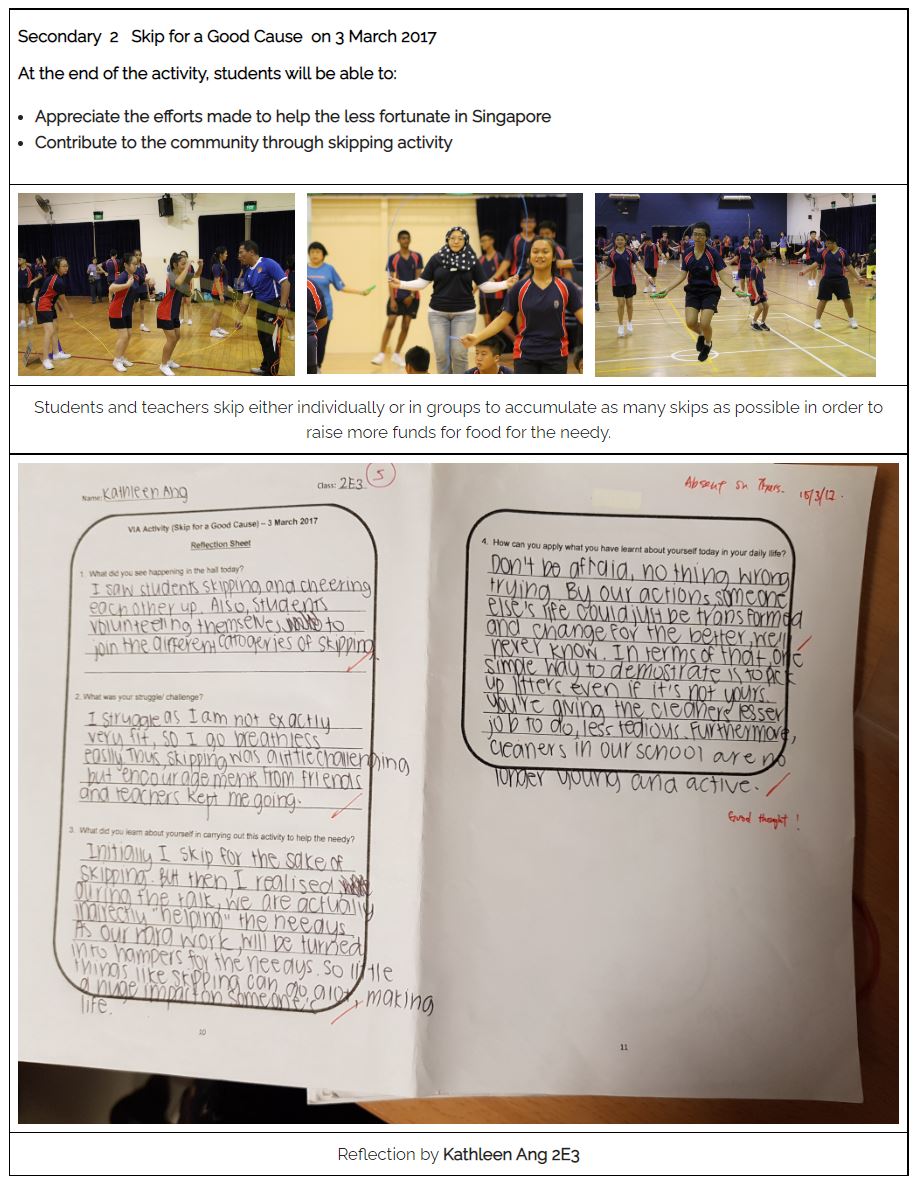 Secondary 2 Skip for a Good Cause on 3 March 2017
At the end of the activity, students will be able to:
• Appreciate the efforts made to help the less fortunate in Singapore
• Contribute to the community through skipping activity
Students and teachers skip either individually or in groups to accumulate as many skips as possible in order to
raise more funds for food for the needy.
Name: Kathleen Ang
Class: 2E3
5
VIA Activity (Skip for a Good Cause) – 3 March 2017
Reflection Sheet
1. What did you see happening in the hall today?
I saw students skipping and cheering
each other up. Also, students
volunteering themselves to
join the different catogeries of skipping
2. What was your struggle/ challenge?
I struggle as I am not exactly
very fit, so I go breathless
easily. Thus, skipping was a little challenging
but encouragements from friends
and teachers kept me going.
3. What did you learn about yourself in carrying out this activity to help the needy?
Initially I skip for the sake of
skipping. But then, I realised
during the talk, we are actually
indirectly "helping" the needys
As our hard work, will be turned
into hampers for the needys. So little
things like skipping can go a lot, making
a huge impact on someone's
life.
10
Absent on Thurs. 15/3/17.
4. How can you apply what you have learnt about yourself today in your daily life?
Don't be afraid, nothing wrong
trying. By our actions, someone
else's life could just be transformed
and change for the better, we'll
never know. In terms of that, one
simple way to demostrate is to pick
up litters even if it's not yours.
You're giving the cleaners lesser
job to do, less tedious. Furthermore,
cleaners in our school are no
longer young and active.
Good thought!
11
Reflection by Kathleen Ang 2E3